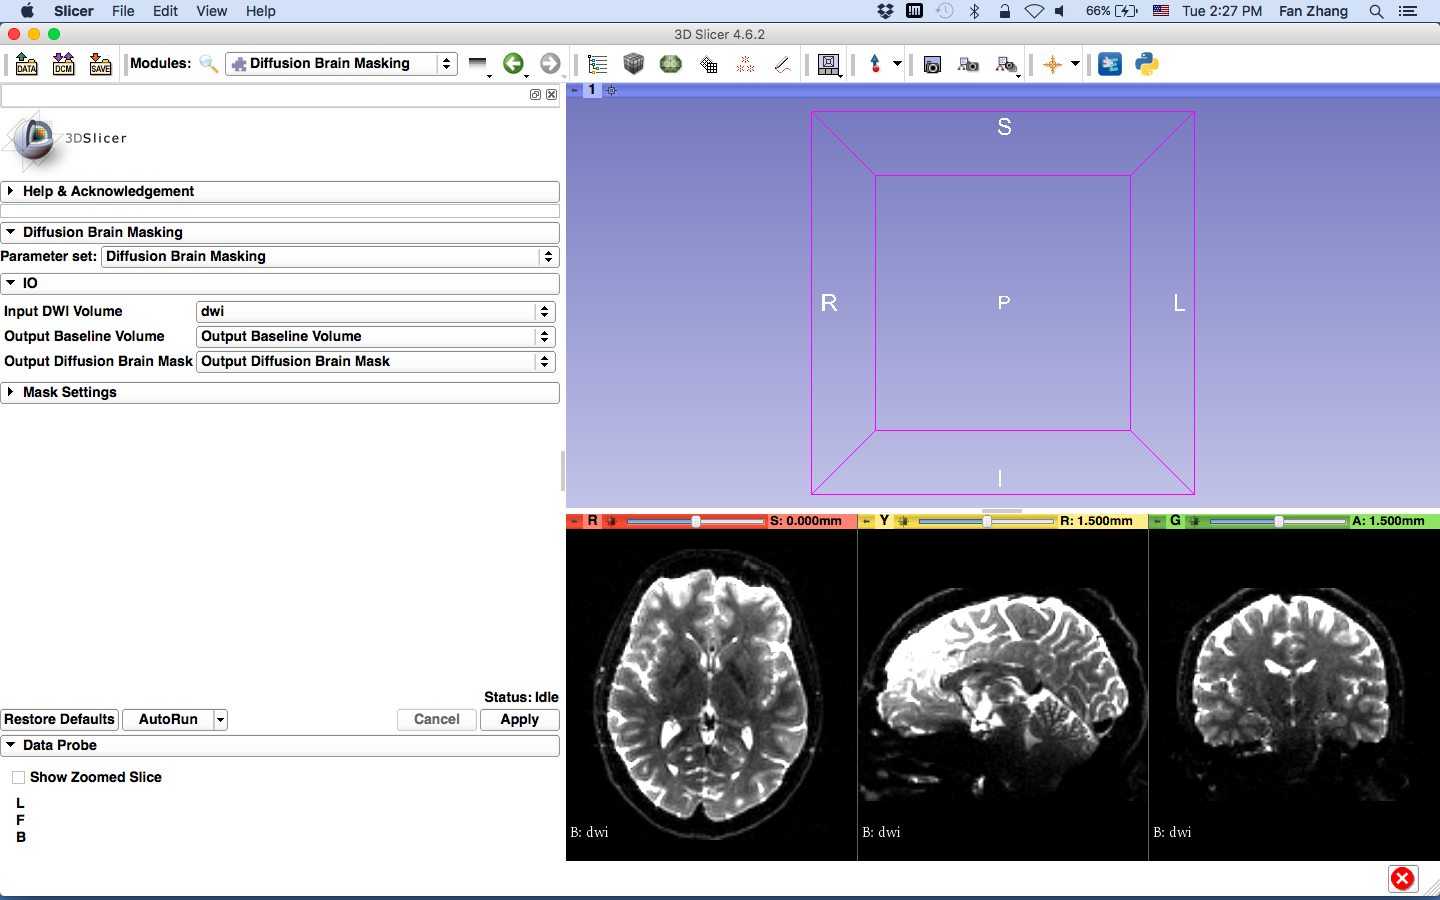 Slicer File Edit View Help 66% Tue 2:27 PM Fan Zhang
3D Slicer 4.6.2
DATA DCM SAVE Modules: Diffusion Brain Masking
1
3DSlicer
Help & Acknowledgement
Diffusion Brain Masking
Parameter set: Diffusion Brain Masking
IO
Input DWI Volume dwi
Output Baseline Volume Output Baseline Volume
Output Diffusion Brain Mask Output Diffusion Brain Mask
Mask Settings
Status: Idle
Restore Defaults AutoRun Cancel Apply
Data Probe
Show Zoomed Slice
L
F
B
S
R P L
I
R S: 0.000mm Y R: 1.500mm G A: 1.500mm
B: dwi B: dwi B: dwi